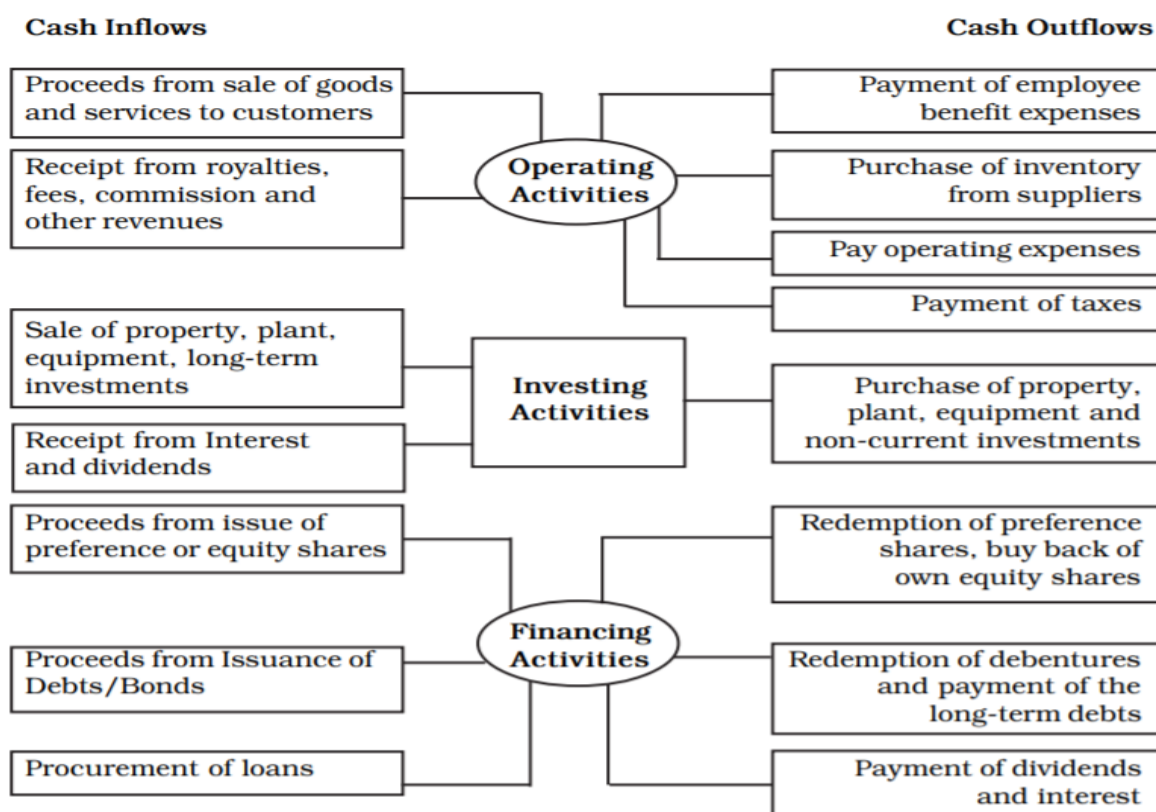 Cash Inflows
Cash Outflows
Proceeds from sale of goods
and services to customers
Receipt from royalties,
fees, commission and
other revenues
Operating
Activities
Payment of employee
benefit expenses
Purchase of inventory
from suppliers
Pay operating expenses
Payment of taxes
Sale of property, plant,
equipment, long-term
investments
Receipt from Interest
and dividends
Investing
Activities
Purchase of property,
plant, equipment and
non-current investments
Proceeds from issue of
preference or equity shares
Proceeds from Issuance of
Debts/Bonds
Procurement of loans
Financing
Activities
Redemption of preference
shares, buy back of
own equity shares
Redemption of debentures
and payment of the
long-term debts
Payment of dividends
and interest